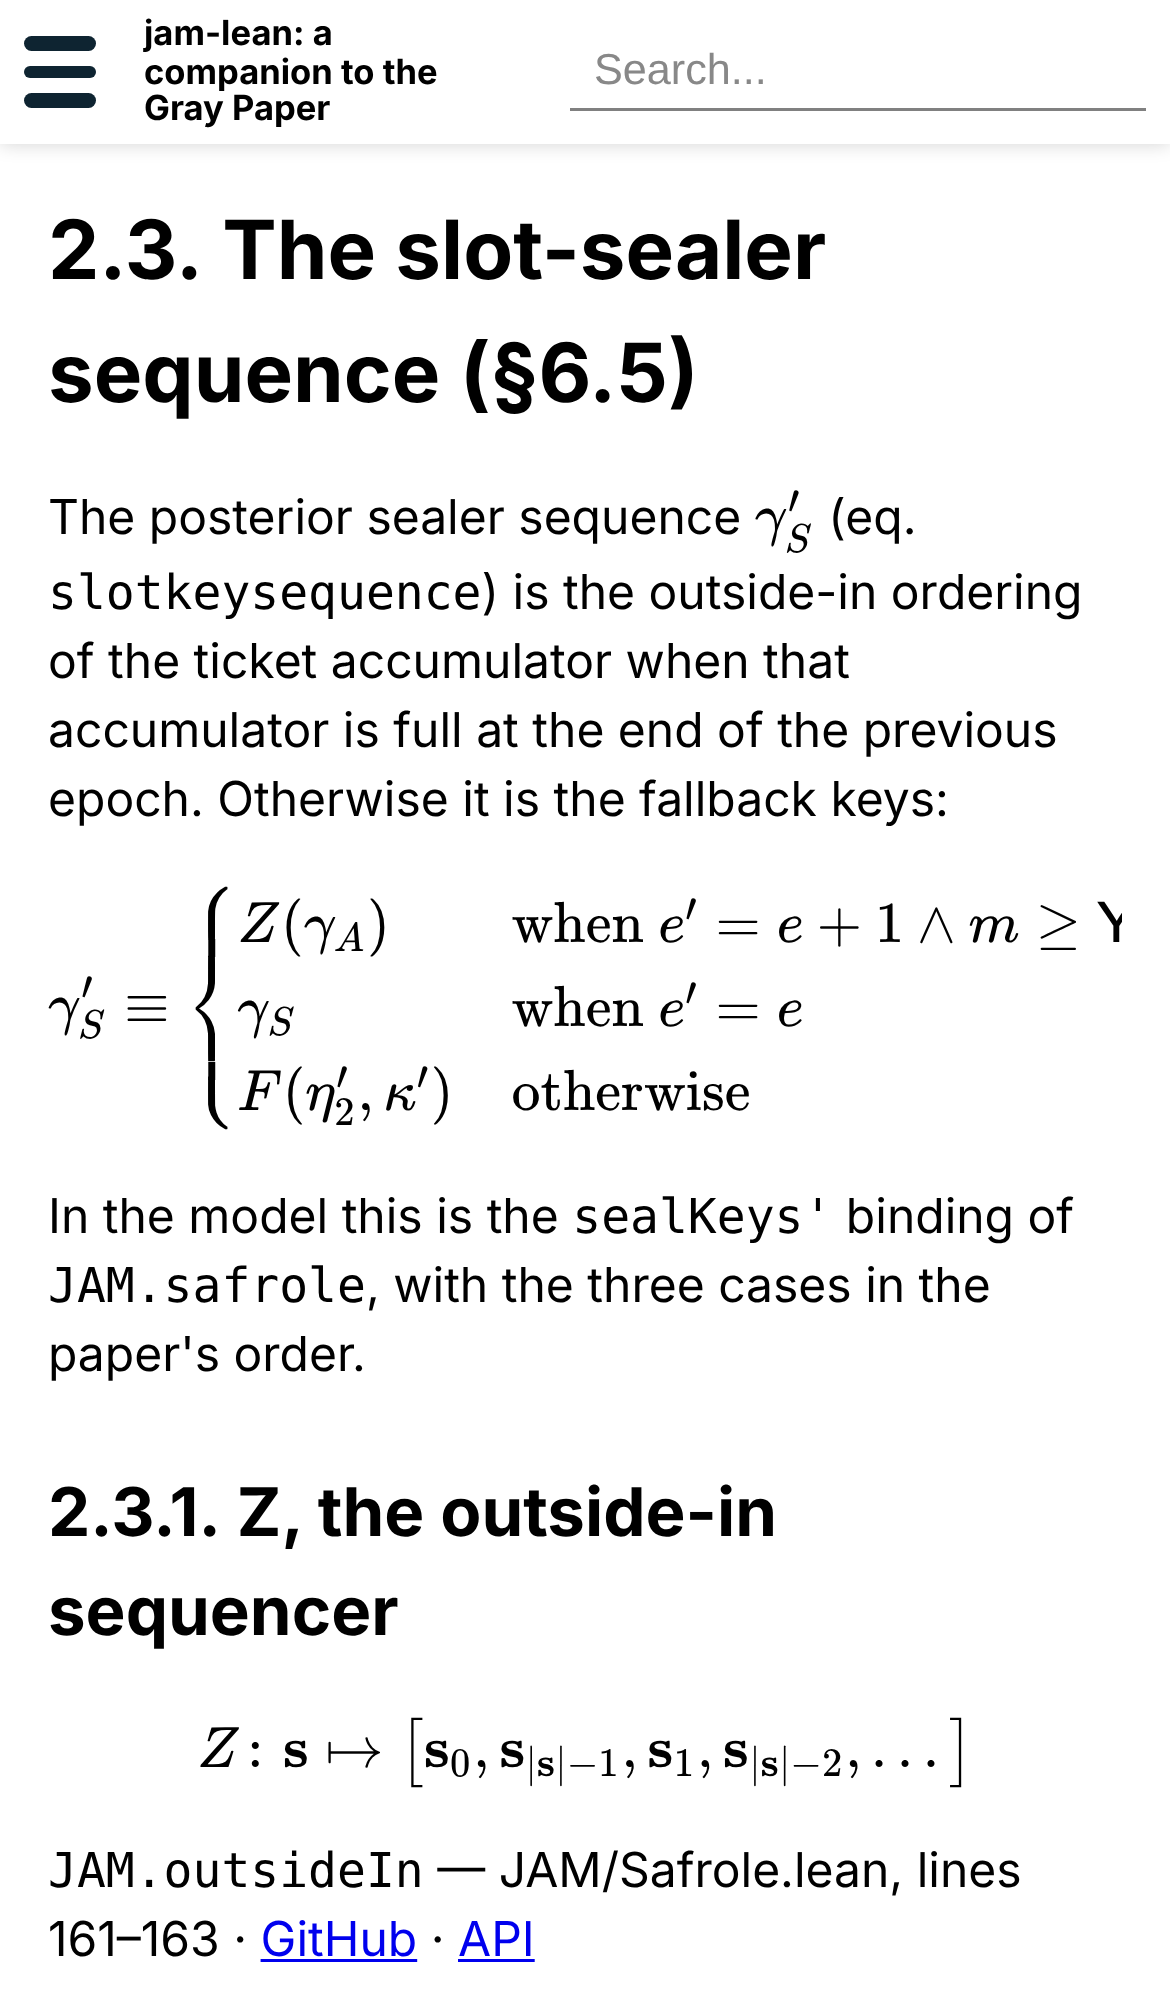 jam-lean: a
companion to the
Gray Paper
Search...
2.3. The slot-sealer
sequence (§6.5)
The posterior sealer sequence γ′_S (eq.
slotkeysequence) is the outside-in ordering
of the ticket accumulator when that
accumulator is full at the end of the previous
epoch. Otherwise it is the fallback keys:
γ′_S ≡ { Z(γ_A) when e′ = e + 1 ∧ m ≥ Y
γ_S when e′ = e
F(η′_2, κ′) otherwise
In the model this is the sealKeys' binding of
JAM.safrole, with the three cases in the
paper's order.
2.3.1. Z, the outside-in
sequencer
Z: s ↦ [s_0, s_{|s|−1}, s_1, s_{|s|−2}, …]
JAM.outsideIn — JAM/Safrole.lean, lines
161–163 · GitHub · API